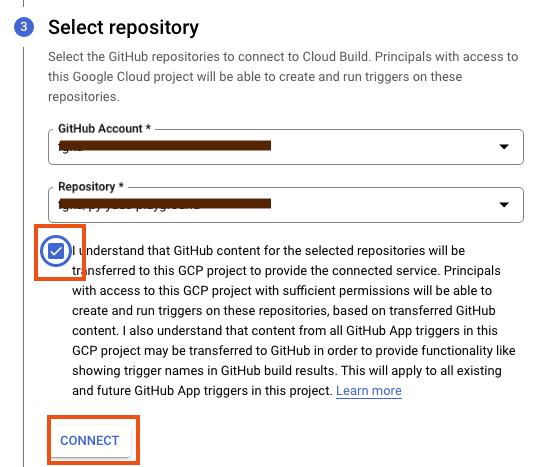 3 Select repository
Select the GitHub repositories to connect to Cloud Build. Principals with access to
this Google Cloud project will be able to create and run triggers on these
repositories.
GitHub Account *
Repository *
I understand that GitHub content for the selected repositories will be
transferred to this GCP project to provide the connected service. Principals
with access to this GCP project with sufficient permissions will be able to
create and run triggers on these repositories, based on transferred GitHub
content. I also understand that content from all GitHub App triggers in this
GCP project may be transferred to GitHub in order to provide functionality like
showing trigger names in GitHub build results. This will apply to all existing
and future GitHub App triggers in this project. Learn more
CONNECT